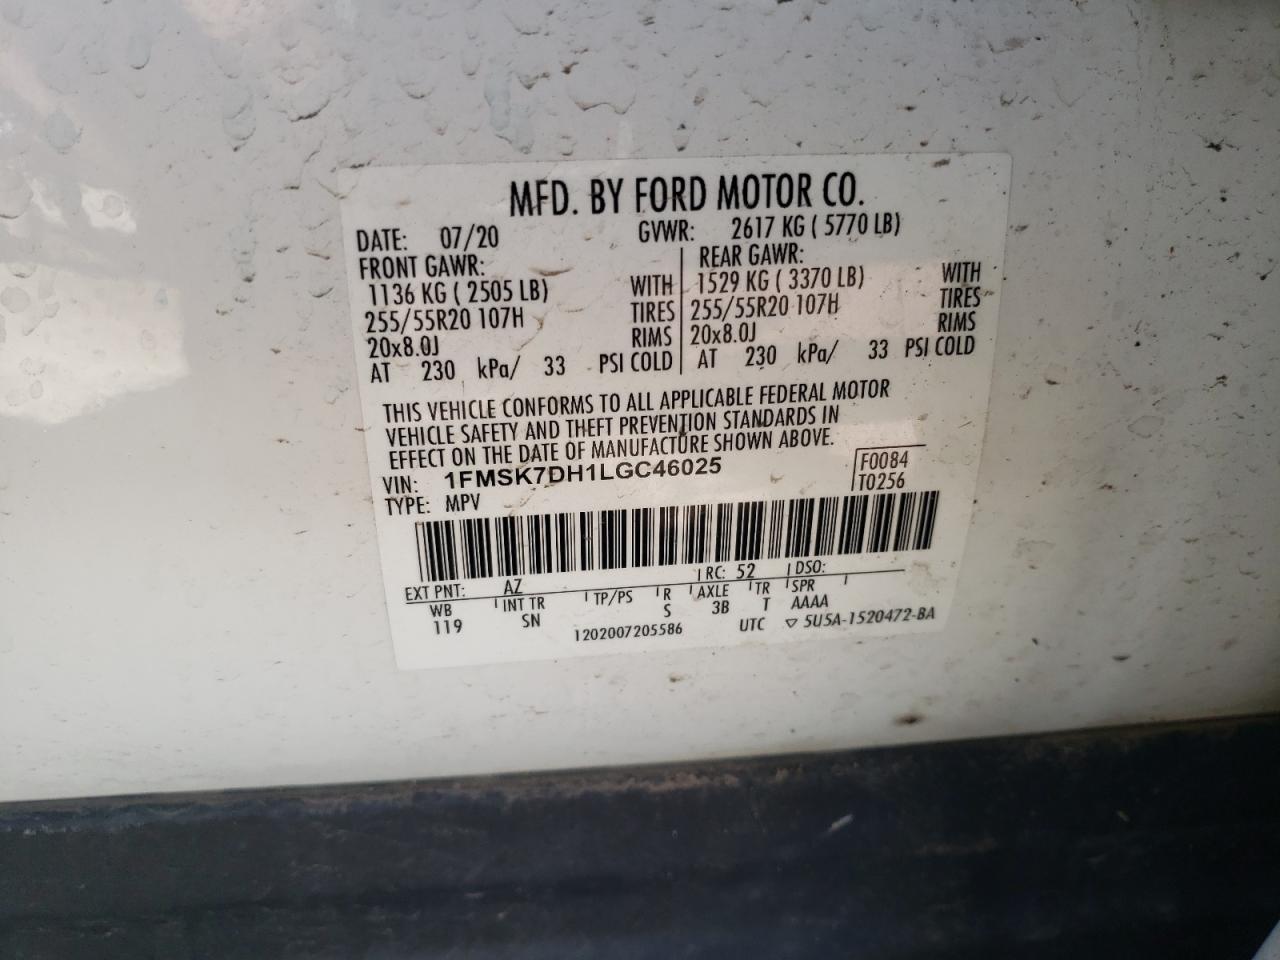 MFD. BY FORD MOTOR CO.
DATE: 07/20 GVWR: 2617 KG ( 5770 LB)
FRONT GAWR: REAR GAWR:
1136 KG ( 2505 LB) WITH 1529 KG ( 3370 LB) WITH
255/55R20 107H TIRES 255/55R20 107H TIRES
20x8.0J RIMS 20x8.0J RIMS
AT 230 kPa/ 33 PSI COLD AT 230 kPa/ 33 PSI COLD
THIS VEHICLE CONFORMS TO ALL APPLICABLE FEDERAL MOTOR
VEHICLE SAFETY AND THEFT PREVENTION STANDARDS IN
EFFECT ON THE DATE OF MANUFACTURE SHOWN ABOVE.
VIN: 1FMSK7DH1LGC46025 F0084
TYPE: MPV T0256
EXT PNT: AZ RC: 52 DSO:
WB INT TR TP/PS R AXLE TR SPR
119 SN S 3B T AAAA
1202007205586 UTC ▽ 5U5A-1520472-BA